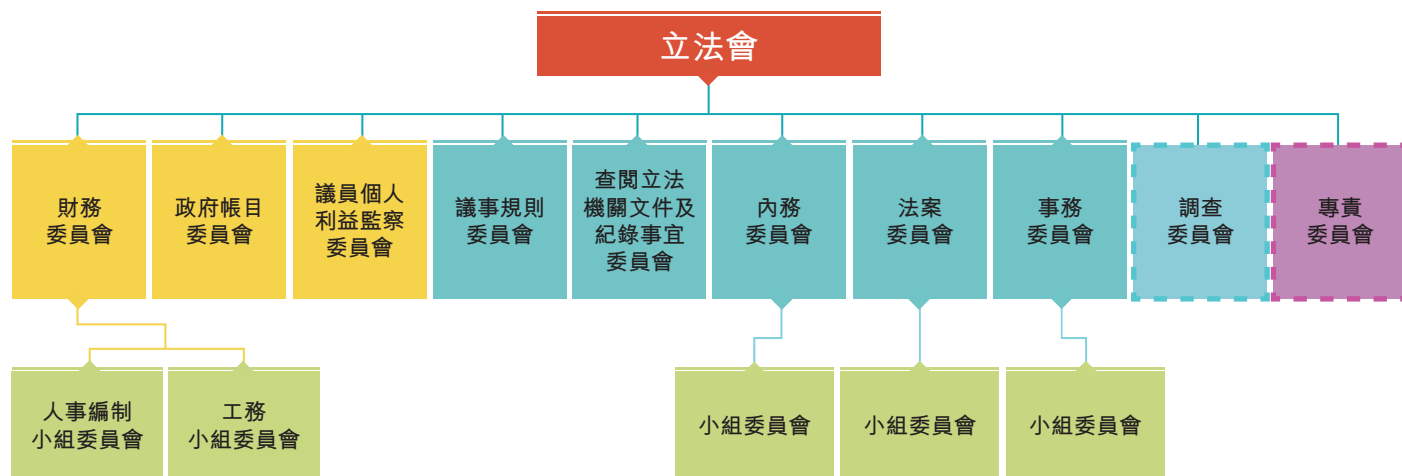 立法會
財務
委員會
政府帳目
委員會
議員個人
利益監察
委員會
議事規則
委員會
查閱立法
機關文件及
紀錄事宜
委員會
內務
委員會
法案
委員會
事務
委員會
調查
委員會
專責
委員會
人事編制
小組委員會
工務
小組委員會
小組委員會
小組委員會
小組委員會